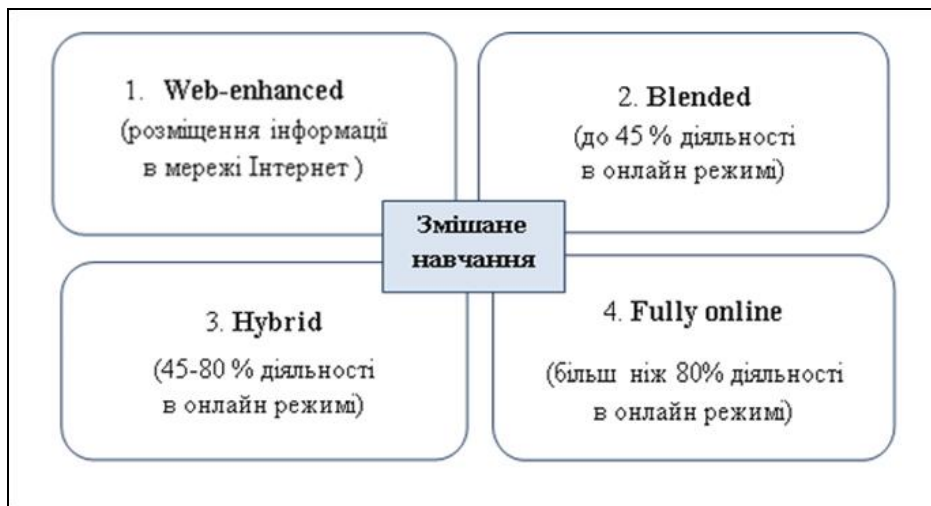 1. Web-enhanced
(розміщення інформації
в мережі Інтернет )
2. Blended
(до 45 % діяльності
в онлайн режимі)
Змішане
навчання
3. Hybrid
(45-80 % діяльності
в онлайн режимі)
4. Fully online
(більш ніж 80% діяльності
в онлайн режимі)